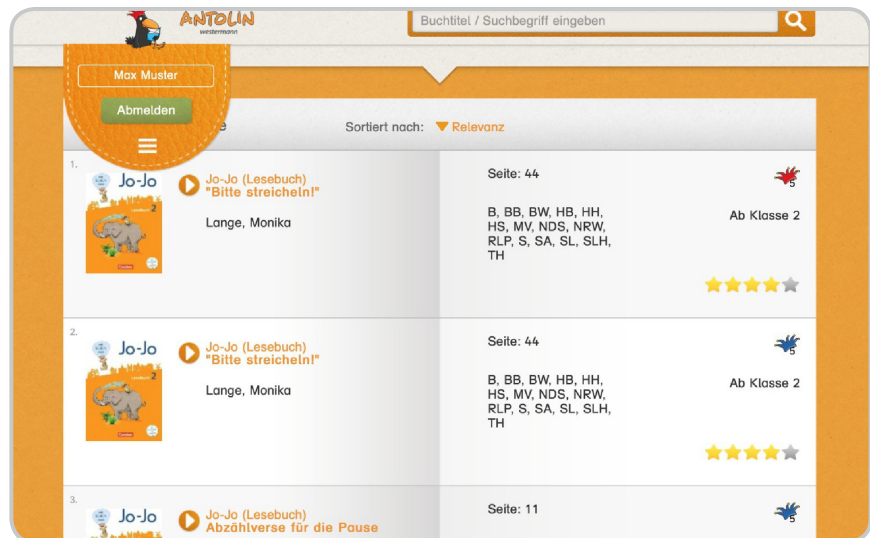 ANTOLIN
westermann
Buchtitel / Suchbegriff eingeben
Max Muster
Abmelden
Sortiert nach: Relevanz
1.
Jo-Jo
2
Jo-Jo (Lesebuch)
"Bitte streicheln!"
Lange, Monika
Seite: 44
B, BB, BW, HB, HH,
HS, MV, NDS, NRW,
RLP, S, SA, SL, SLH,
TH
5
Ab Klasse 2
2.
Jo-Jo
2
Jo-Jo (Lesebuch)
"Bitte streicheln!"
Lange, Monika
Seite: 44
B, BB, BW, HB, HH,
HS, MV, NDS, NRW,
RLP, S, SA, SL, SLH,
TH
5
Ab Klasse 2
3.
Jo-Jo
Jo-Jo (Lesebuch)
Abzählverse für die Pause
Seite: 11
5